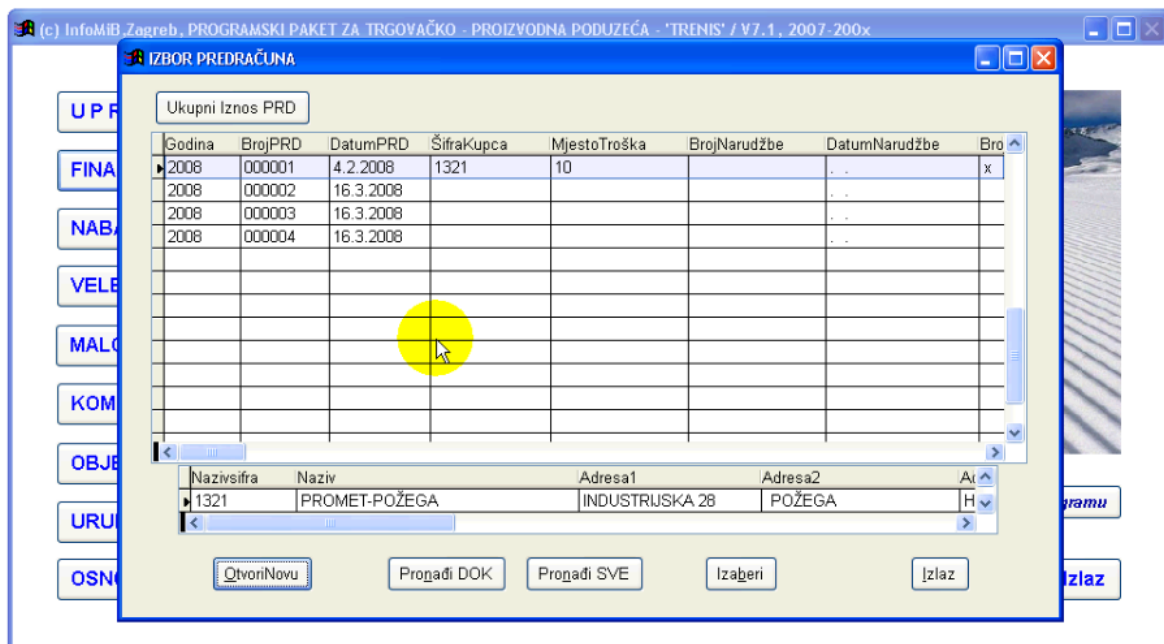 (c) InfoMiB,Zagreb, PROGRAMSKI PAKET ZA TRGOVAČKO - PROIZVODNA PODUZEĆA - 'TRENIS' / V7.1, 2007-200x
IZBOR PREDRAČUNA
Ukupni Iznos PRD
Godina BrojPRD DatumPRD ŠifraKupca MjestoTroška BrojNarudžbe DatumNarudžbe Bro
2008 000001 4.2.2008 1321 10 . . x
2008 000002 16.3.2008 . .
2008 000003 16.3.2008 . .
2008 000004 16.3.2008 . .
Nazivsifra Naziv Adresa1 Adresa2
1321 PROMET-POŽEGA INDUSTRIJSKA 28 POŽEGA H
OtvoriNovu Pronađi DOK Pronađi SVE Izaberi Izlaz
U P R
FINA
NAB
VELE
MALO
KOM
OBJE
URU
OSN
gramu
Izlaz